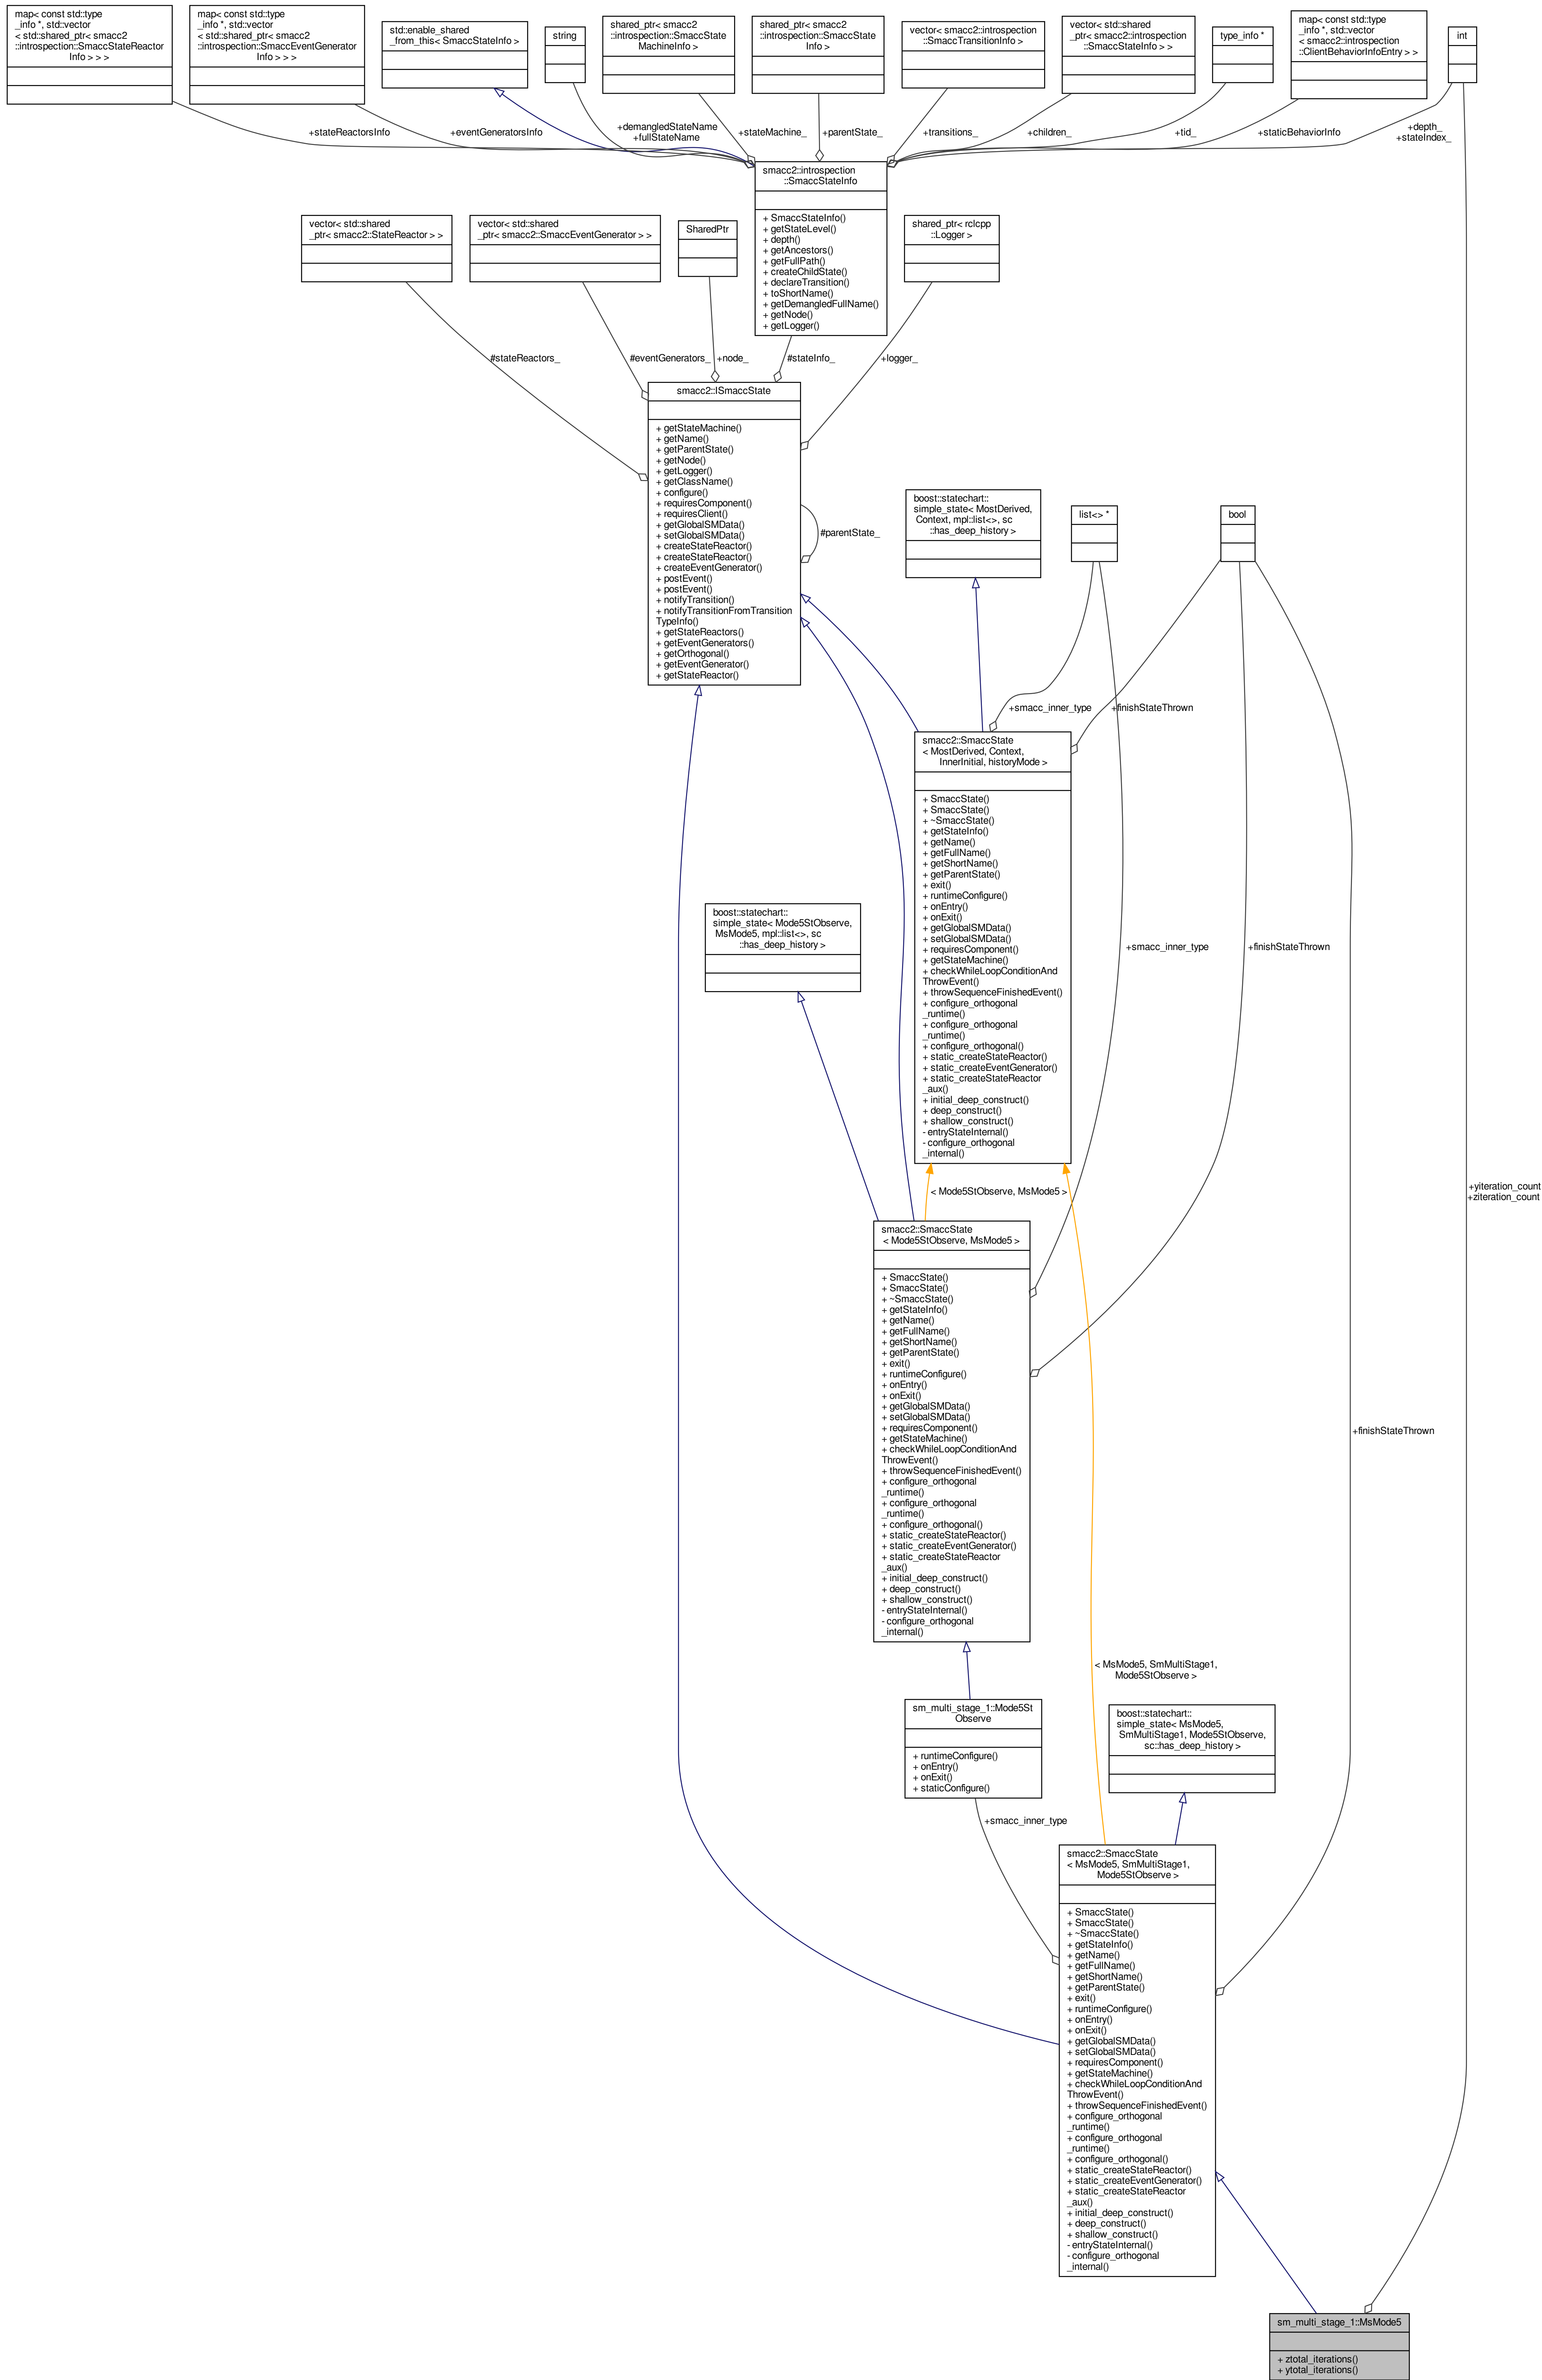 map< const std::type
_info *, std::vector
< std::shared_ptr< smacc2
::introspection::SmaccStateReactor
Info > > >
map< const std::type
_info *, std::vector
< std::shared_ptr< smacc2
::introspection::SmaccEventGenerator
Info > > >
std::enable_shared
_from_this< SmaccStateInfo >
string
shared_ptr< smacc2
::introspection::SmaccState
MachineInfo >
shared_ptr< smacc2
::introspection::SmaccState
Info >
vector< smacc2::introspection
::SmaccTransitionInfo >
vector< std::shared
_ptr< smacc2::introspection
::SmaccStateInfo > >
type_info *
map< const std::type
_info *, std::vector
< smacc2::introspection
::ClientBehaviorInfoEntry > >
int
+stateReactorsInfo
+eventGeneratorsInfo
+demangledStateName
+fullStateName
+stateMachine_
+parentState_
+transitions_
+children_
+tid_
+staticBehaviorInfo
+depth_
+stateIndex_
smacc2::introspection
::SmaccStateInfo
+ SmaccStateInfo()
+ getStateLevel()
+ depth()
+ getAncestors()
+ getFullPath()
+ createChildState()
+ declareTransition()
+ toShortName()
+ getDemangledFullName()
+ getNode()
+ getLogger()
vector< std::shared
_ptr< smacc2::StateReactor > >
vector< std::shared
_ptr< smacc2::SmaccEventGenerator > >
SharedPtr
shared_ptr< rclcpp
::Logger >
#stateReactors_
#eventGenerators_
+node_
#stateInfo_
+logger_
smacc2::ISmaccState
+ getStateMachine()
+ getName()
+ getParentState()
+ getNode()
+ getLogger()
+ getClassName()
+ configure()
+ requiresComponent()
+ requiresClient()
+ getGlobalSMData()
+ setGlobalSMData()
+ createStateReactor()
+ createStateReactor()
+ createEventGenerator()
+ postEvent()
+ postEvent()
+ notifyTransition()
+ notifyTransitionFromTransition
TypeInfo()
+ getStateReactors()
+ getEventGenerators()
+ getOrthogonal()
+ getEventGenerator()
+ getStateReactor()
#parentState_
boost::statechart::
simple_state< MostDerived,
Context, mpl::list<>, sc
::has_deep_history >
list<> *
bool
+smacc_inner_type
+finishStateThrown
smacc2::SmaccState
< MostDerived, Context,
InnerInitial, historyMode >
+ SmaccState()
+ SmaccState()
+ ~SmaccState()
+ getStateInfo()
+ getName()
+ getFullName()
+ getShortName()
+ getParentState()
+ exit()
+ runtimeConfigure()
+ onEntry()
+ onExit()
+ getGlobalSMData()
+ setGlobalSMData()
+ requiresComponent()
+ getStateMachine()
+ checkWhileLoopConditionAnd
ThrowEvent()
+ throwSequenceFinishedEvent()
+ configure_orthogonal
_runtime()
+ configure_orthogonal
_runtime()
+ configure_orthogonal()
+ static_createStateReactor()
+ static_createEventGenerator()
+ static_createStateReactor
_aux()
+ initial_deep_construct()
+ deep_construct()
+ shallow_construct()
- entryStateInternal()
- configure_orthogonal
_internal()
boost::statechart::
simple_state< Mode5StObserve,
MsMode5, mpl::list<>, sc
::has_deep_history >
+smacc_inner_type
+finishStateThrown
< Mode5StObserve, MsMode5 >
+yiteration_count
+ziteration_count
smacc2::SmaccState
< Mode5StObserve, MsMode5 >
+ SmaccState()
+ SmaccState()
+ ~SmaccState()
+ getStateInfo()
+ getName()
+ getFullName()
+ getShortName()
+ getParentState()
+ exit()
+ runtimeConfigure()
+ onEntry()
+ onExit()
+ getGlobalSMData()
+ setGlobalSMData()
+ requiresComponent()
+ getStateMachine()
+ checkWhileLoopConditionAnd
ThrowEvent()
+ throwSequenceFinishedEvent()
+ configure_orthogonal
_runtime()
+ configure_orthogonal
_runtime()
+ configure_orthogonal()
+ static_createStateReactor()
+ static_createEventGenerator()
+ static_createStateReactor
_aux()
+ initial_deep_construct()
+ deep_construct()
+ shallow_construct()
- entryStateInternal()
- configure_orthogonal
_internal()
+finishStateThrown
< MsMode5, SmMultiStage1,
Mode5StObserve >
sm_multi_stage_1::Mode5St
Observe
+ runtimeConfigure()
+ onEntry()
+ onExit()
+ staticConfigure()
boost::statechart::
simple_state< MsMode5,
SmMultiStage1, Mode5StObserve,
sc::has_deep_history >
+smacc_inner_type
smacc2::SmaccState
< MsMode5, SmMultiStage1,
Mode5StObserve >
+ SmaccState()
+ SmaccState()
+ ~SmaccState()
+ getStateInfo()
+ getName()
+ getFullName()
+ getShortName()
+ getParentState()
+ exit()
+ runtimeConfigure()
+ onEntry()
+ onExit()
+ getGlobalSMData()
+ setGlobalSMData()
+ requiresComponent()
+ getStateMachine()
+ checkWhileLoopConditionAnd
ThrowEvent()
+ throwSequenceFinishedEvent()
+ configure_orthogonal
_runtime()
+ configure_orthogonal
_runtime()
+ configure_orthogonal()
+ static_createStateReactor()
+ static_createEventGenerator()
+ static_createStateReactor
_aux()
+ initial_deep_construct()
+ deep_construct()
+ shallow_construct()
- entryStateInternal()
- configure_orthogonal
_internal()
sm_multi_stage_1::MsMode5
+ ztotal_iterations()
+ ytotal_iterations()